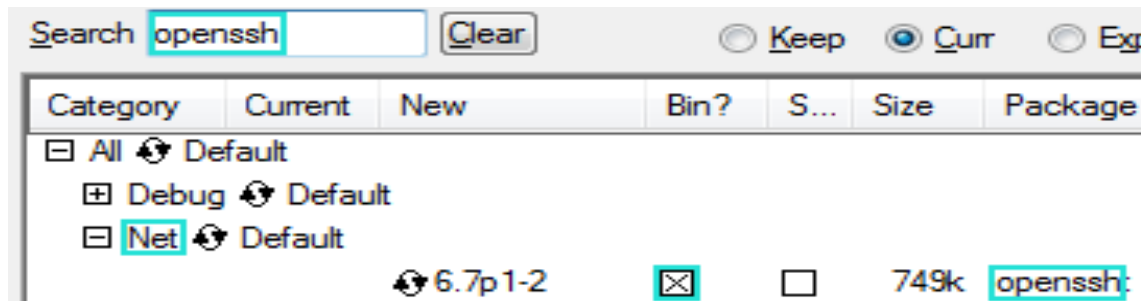 Search openssh Clear Keep Curr Exp
Category Current New Bin? S... Size Package
All Default
Debug Default
Net Default
6.7p1-2 749k openssh: